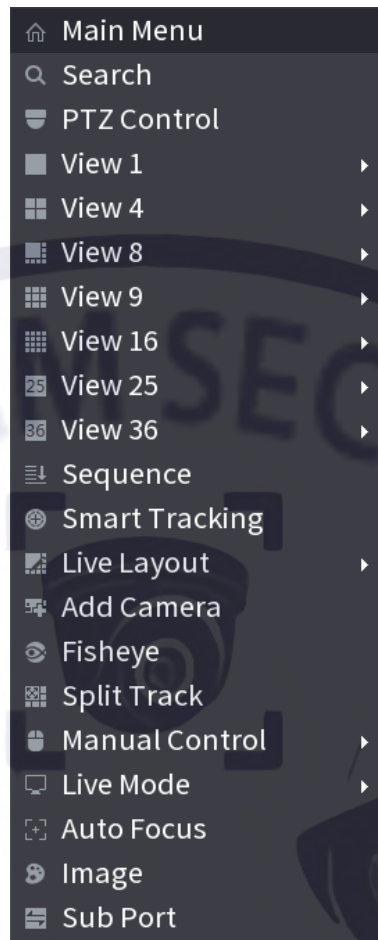 Main Menu
Search
PTZ Control
View 1
View 4
View 8
View 9
View 16
25 View 25
36 View 36
Sequence
Smart Tracking
Live Layout
Add Camera
Fisheye
Split Track
Manual Control
Live Mode
Auto Focus
Image
Sub Port